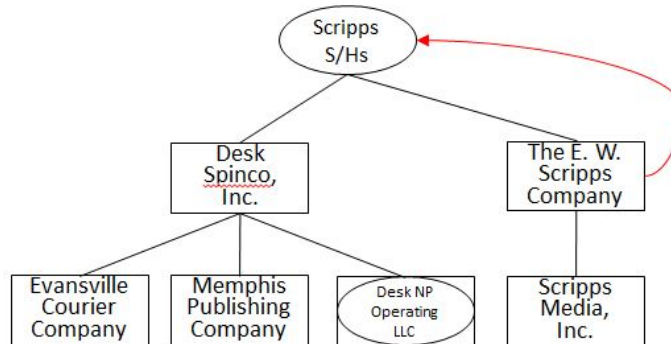 Scripps
S/Hs
Desk
Spinco,
Inc.
The E. W.
Scripps
Company
Evansville
Courier
Company
Memphis
Publishing
Company
Desk NP
Operating
LLC
Scripps
Media,
Inc.